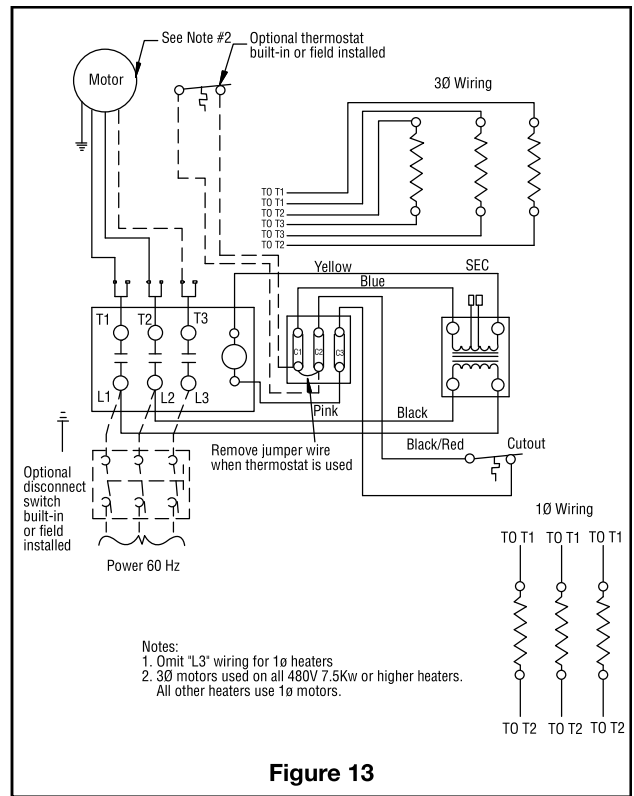 See Note #2
Optional thermostat
built-in or field installed
Motor
3Ø Wiring
TO T1
TO T1
TO T2
TO T3
TO T3
TO T2
Yellow
SEC
Blue
T1
T2
T3
C1
C2
C3
L1
L2
L3
Pink
Black
Remove jumper wire
when thermostat is used
Black/Red
Cutout
Optional
disconnect
switch
built-in
or field
installed
Power 60 Hz
1Ø Wiring
TO T1 TO T1 TO T1
TO T2 TO T2 TO T2
Notes:
1. Omit "L3" wiring for 1ø heaters
2. 3Ø motors used on all 480V 7.5Kw or higher heaters.
All other heaters use 1ø motors.
Figure 13